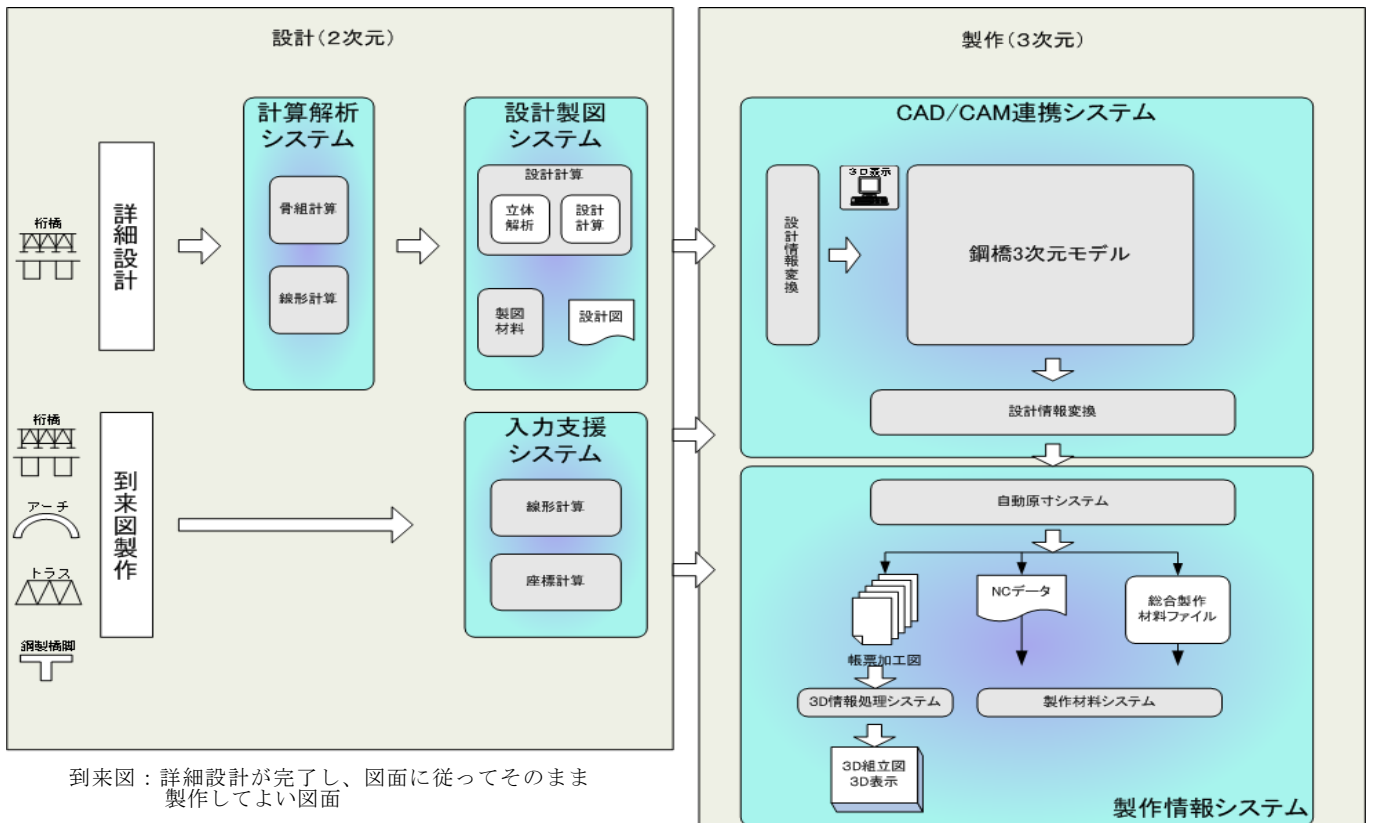 設計(2次元)
桁橋
詳細設計
計算解析
システム
骨組計算
線形計算
設計製図
システム
設計計算
立体
解析
設計
計算
製図
材料
設計図
桁橋
アーチ
トラス
鋼製橋脚
到来図製作
入力支援
システム
線形計算
座標計算
到来図:詳細設計が完了し、図面に従ってそのまま
製作してよい図面
製作(3次元)
CAD/CAM連携システム
設計情報変換
3D表示
鋼橋3次元モデル
設計情報変換
自動原寸システム
帳票加工図
NCデータ
総合製作
材料ファイル
3D情報処理システム
製作材料システム
3D組立図
3D表示
製作情報システム